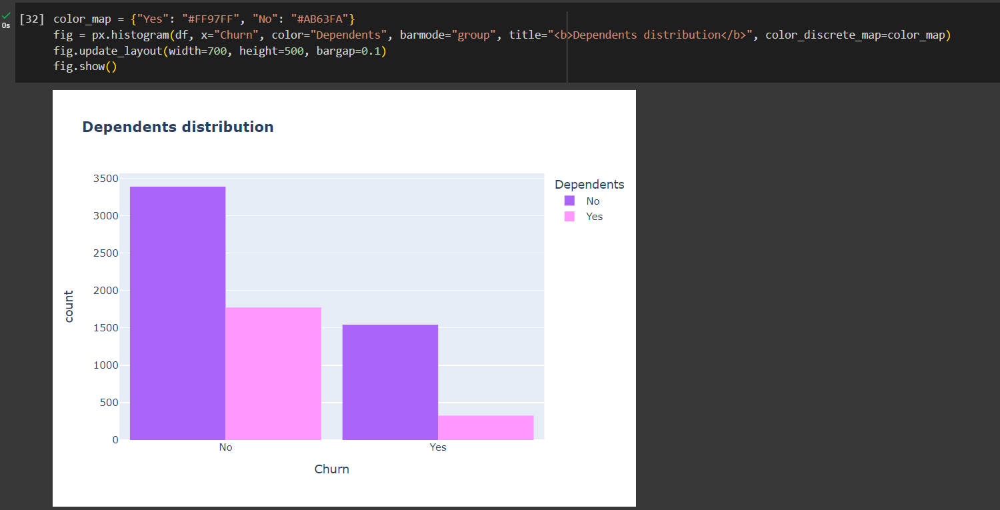 [32] color_map = {"Yes": "#FF97FF", "No": "#AB63FA"}
fig = px.histogram(df, x="Churn", color="Dependents", barmode="group", title="<b>Dependents distribution</b>", color_discrete_map=color_map)
fig.update_layout(width=700, height=500, bargap=0.1)
fig.show()
0s
Dependents distribution
Dependents
No
Yes
3500
3000
2500
2000
1500
1000
500
0
count
No
Yes
Churn